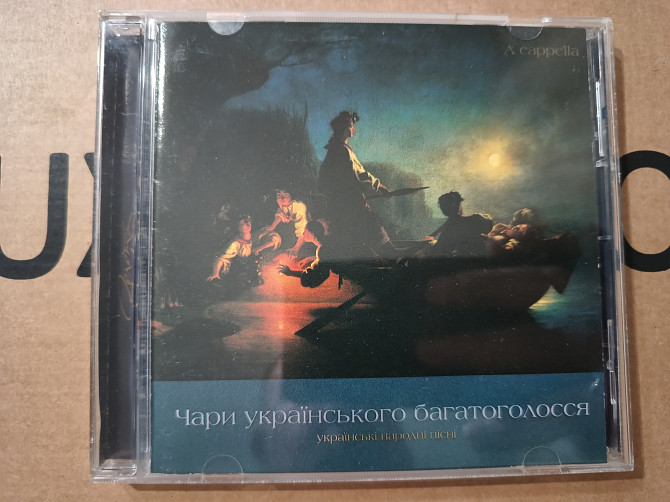 A cappella
Чари українського багатоголосся
українські народні пісні